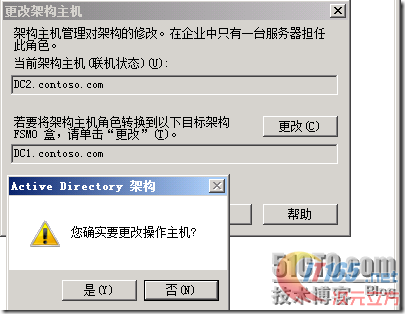 更改架构主机
架构主机管理对架构的修改。在企业中只有一台服务器担任
此角色。
当前架构主机(联机状态)(U):
DC2.contoso.com
若要将架构主机角色转换到以下目标架构
FSMO 盒，请单击“更改”(T)。
更改(C)
DC1.contoso.com
Active Directory 架构
您确实要更改操作主机?
是(Y)
否(N)
帮助
51CTO.com
技术博客 Blog